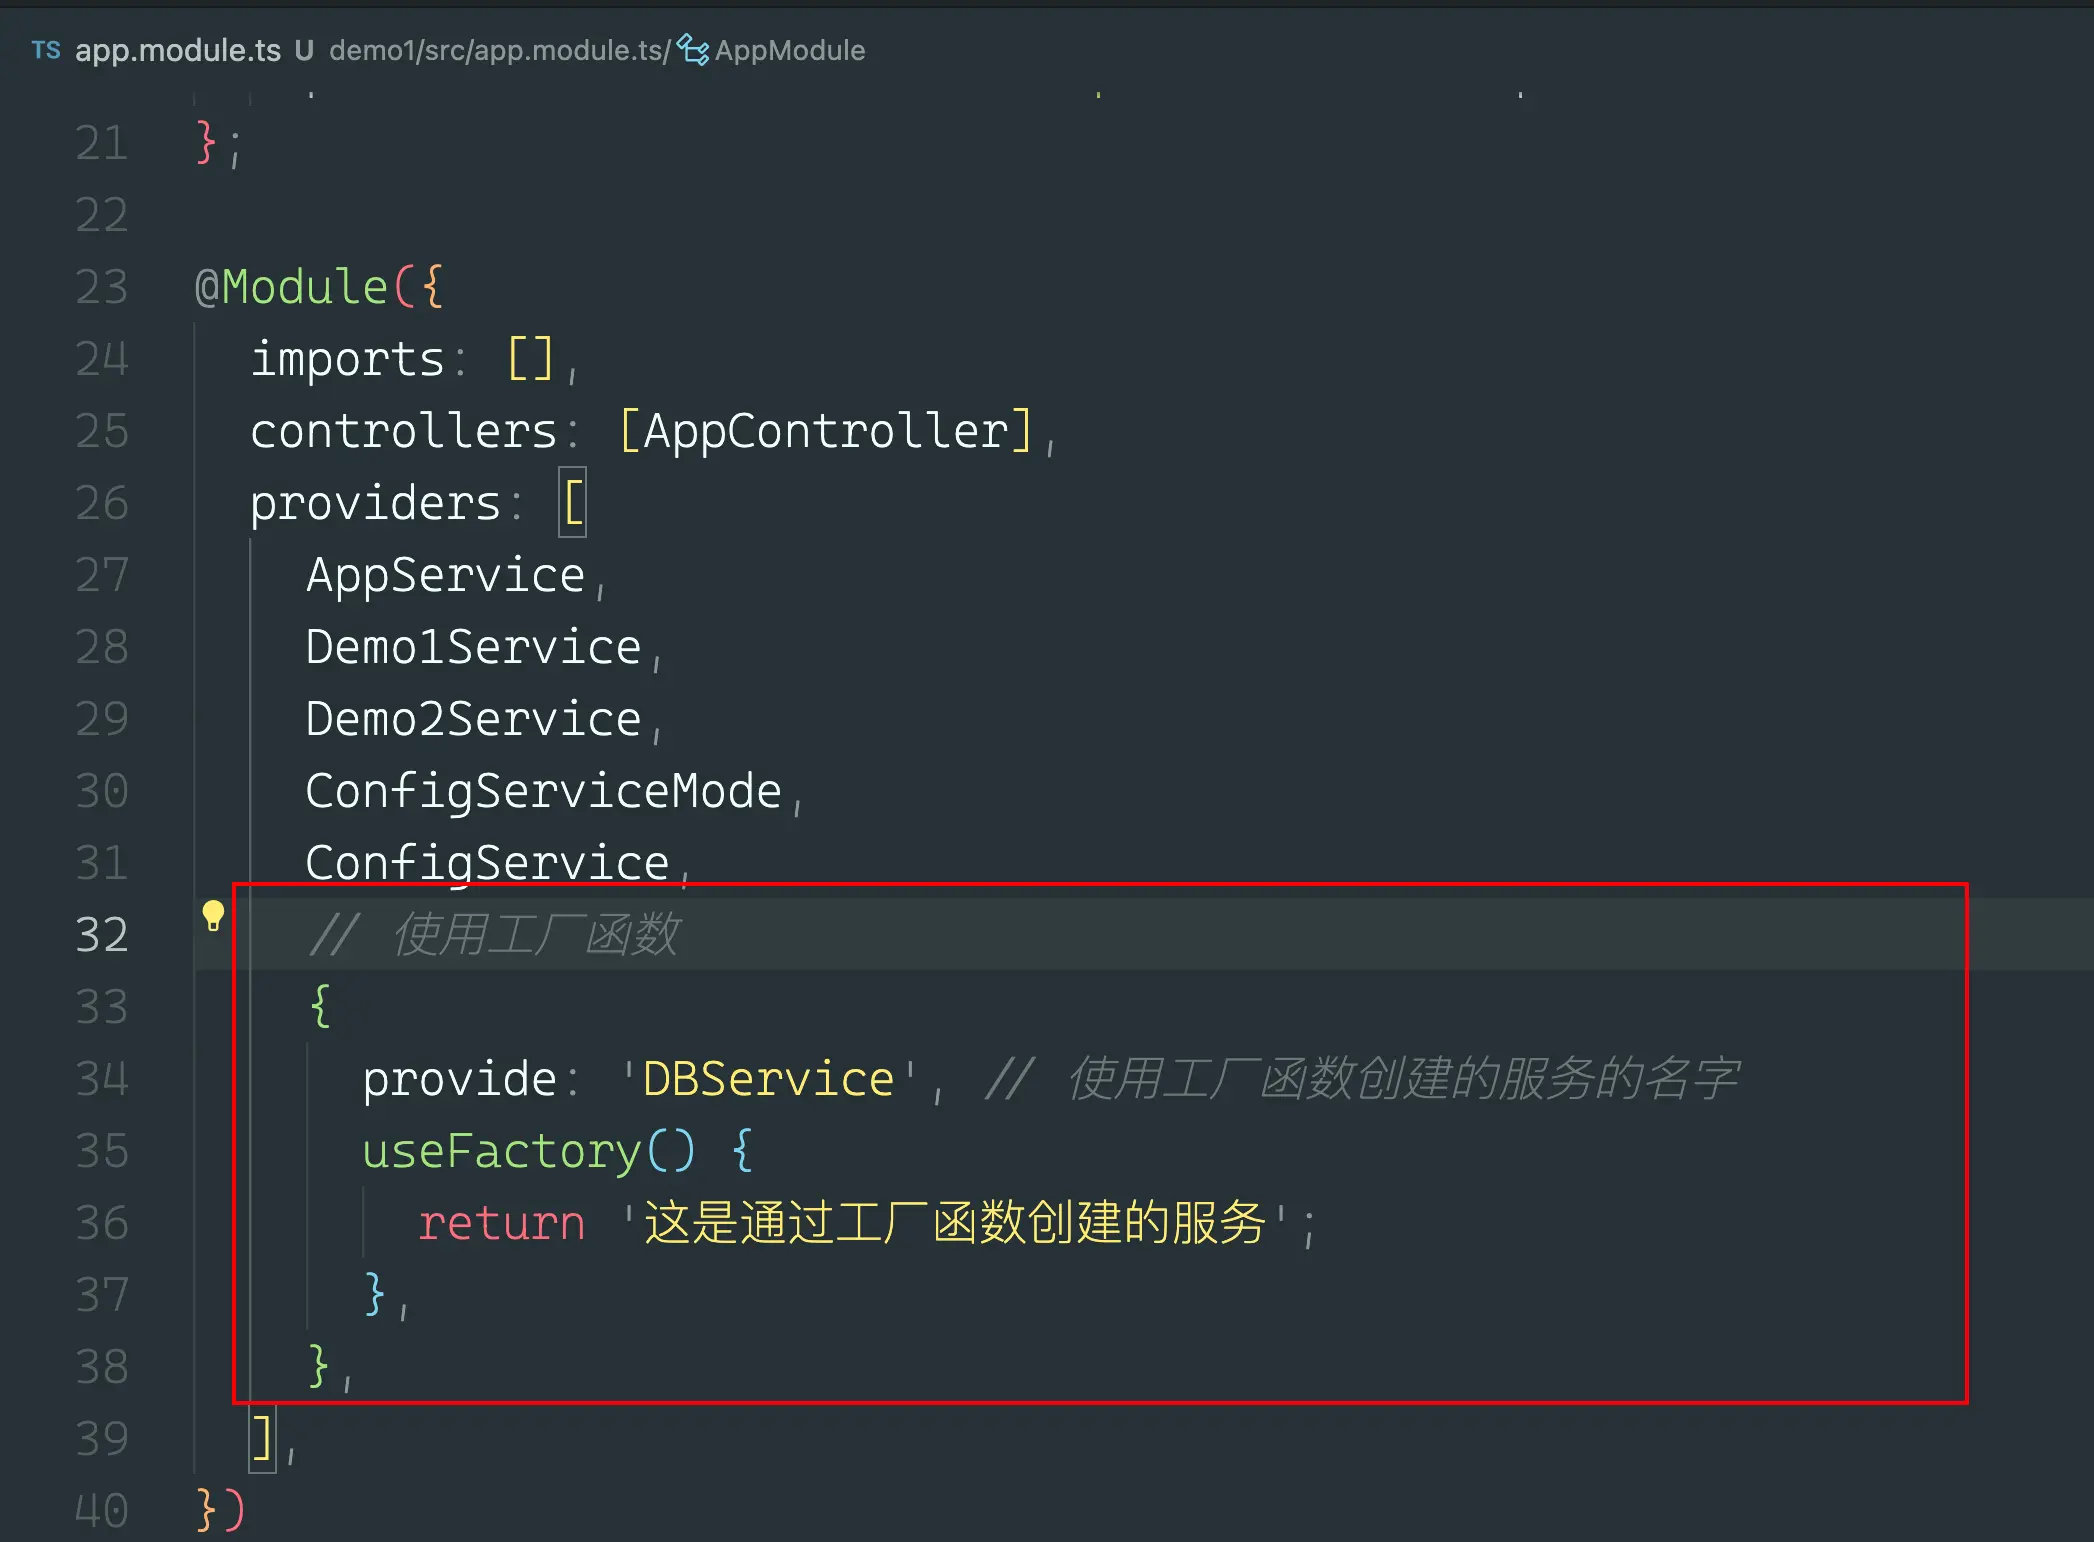 TS app.module.ts U demo1/src/app.module.ts/ AppModule
21 };
22
23 @Module({
24 imports: [],
25 controllers: [AppController],
26 providers: [
27 AppService,
28 Demo1Service,
29 Demo2Service,
30 ConfigServiceMode,
31 ConfigService,
32 // 使用工厂函数
33 {
34 provide: 'DBService', // 使用工厂函数创建的服务的名字
35 useFactory() {
36 return '这是通过工厂函数创建的服务';
37 },
38 },
39 ],
40 })